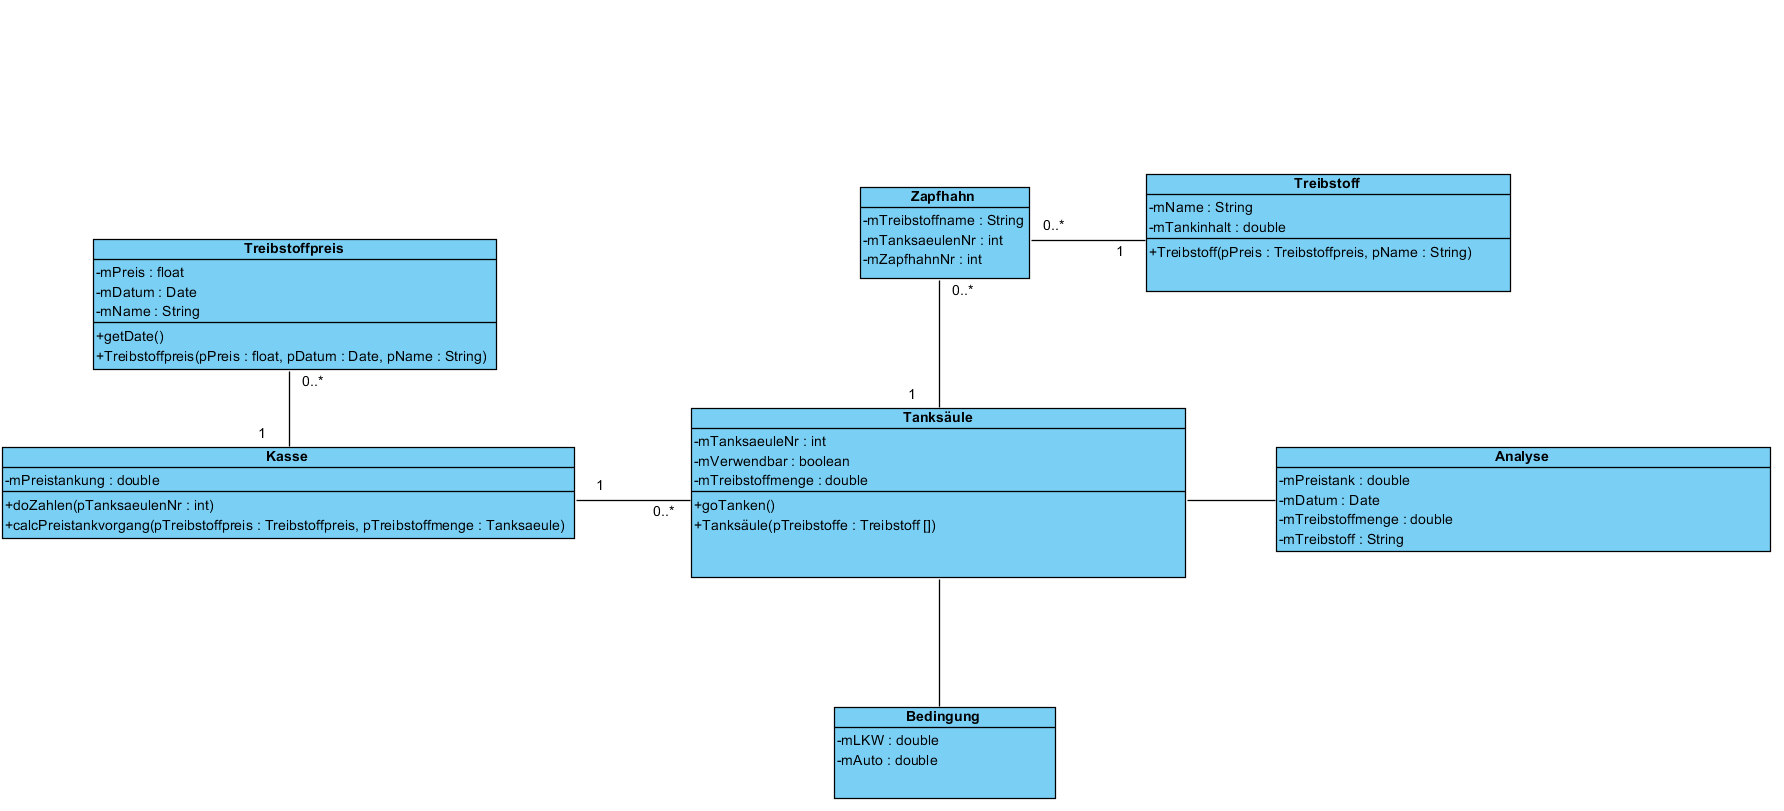 Zapfhahn
-mTreibstoffname : String
-mTanksaeulenNr : int
-mZapfhahnNr : int
0..*
1
Treibstoff
-mName : String
-mTankinhalt : double
+Treibstoff(pPreis : Treibstoffpreis, pName : String)
Treibstoffpreis
-mPreis : float
-mDatum : Date
-mName : String
+getDate()
+Treibstoffpreis(pPreis : float, pDatum : Date, pName : String)
0..*
1
0..*
1
Kasse
-mPreistankung : double
+doZahlen(pTanksaeulenNr : int)
+calcPreistankvorgang(pTreibstoffpreis : Treibstoffpreis, pTreibstoffmenge : Tanksaeule)
1
0..*
Tanksäule
-mTanksaeuleNr : int
-mVerwendbar : boolean
-mTreibstoffmenge : double
+goTanken()
+Tanksäule(pTreibstoffe : Treibstoff [])
Analyse
-mPreistank : double
-mDatum : Date
-mTreibstoffmenge : double
-mTreibstoff : String
Bedingung
-mLKW : double
-mAuto : double